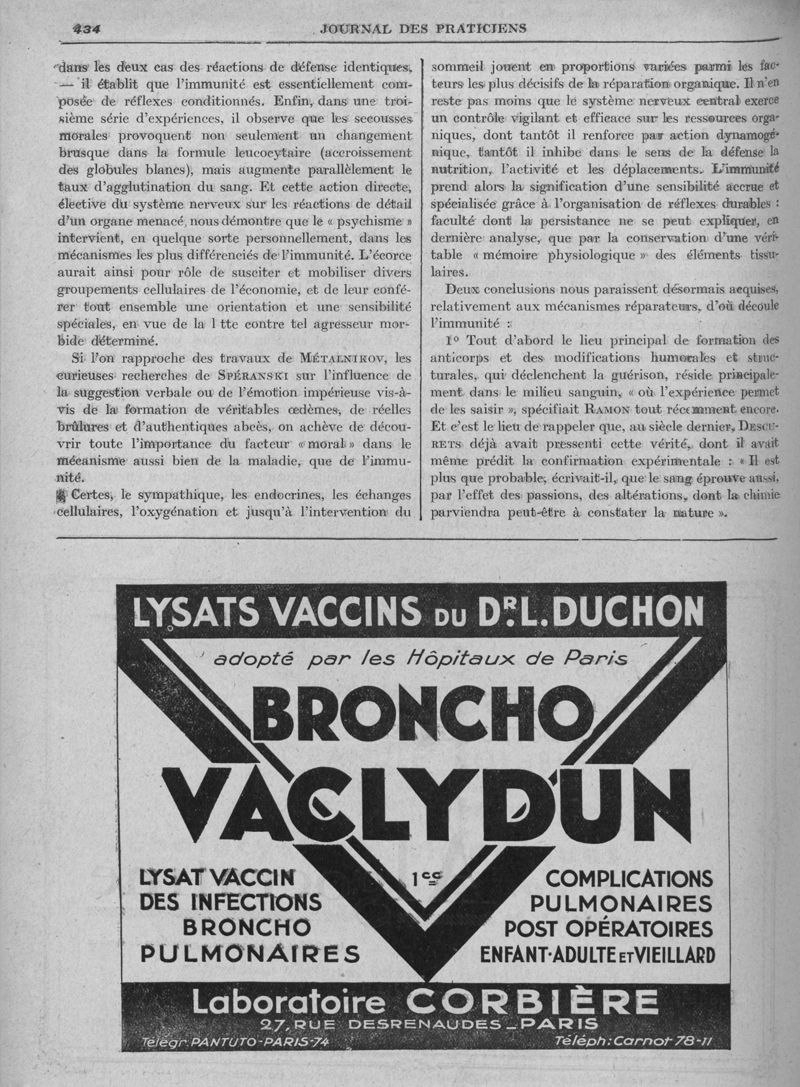 434
JOURNAL DES PRATICIENS
dans les deux cas des réactions de défense identiques,
— il établit que l'immunité est essentiellement com-
posée de réflexes conditionnés. Enfin, dans une troi-
sième série d'expériences, il observe que les secousses
morales provoquent non seulement un changement
brusque dans la formule leucocytaire (accroissement
des globules blancs), mais augmente parallèlement le
taux d'agglutination du sang. Et cette action directe,
élective du système nerveux sur les réactions de détail
d'un organe menacé, nous démontre que le « psychisme »
intervient, en quelque sorte personnellement, dans les
mécanismes les plus différenciés de l'immunité. L'écorce
aurait ainsi pour rôle de susciter et mobiliser divers
groupements cellulaires de l'économie, et de leur confé-
rer tout ensemble une orientation et une sensibilité
spéciales, en vue de la l tte contre tel agresseur mor-
bide déterminé.
Si l'on rapproche des travaux de MÉTALNIKOV, les
curieuses recherches de SPÉRANSKI sur l'influence de
la suggestion verbale ou de l'émotion impérieuse vis-à-
vis de la formation de véritables œdèmes, de réelles
brûlures et d'authentiques abcès, on achève de décou-
vrir toute l'importance du facteur « moral » dans le
mécanisme aussi bien de la maladie, que de l'immu-
nité.
Certes, le sympathique, les endocrines, les échanges
cellulaires, l'oxygénation et jusqu'à l'intervention du
sommeil jouent en proportions variées parmi les fac-
teurs les plus décisifs de la réparation organique. Il n'en
reste pas moins que le système nerveux central exerce
un contrôle vigilant et efficace sur les ressources orga-
niques, dont tantôt il renforce par action dynamogé-
nique, tantôt il inhibe dans le sens de la défense la
nutrition, l'activité et les déplacements. L'immunité
prend alors la signification d'une sensibilité accrue et
spécialisée grâce à l'organisation de réflexes durables :
faculté dont la persistance ne se peut expliquer, en
dernière analyse, que par la conservation d'une véri-
table « mémoire physiologique » des éléments tissu-
laires.
Deux conclusions nous paraissent désormais acquises,
relativement aux mécanismes réparateurs, d'où découle
l'immunité :
1º Tout d'abord le lieu principal de formation des
anticorps et des modifications humorales et struc-
turales, qui déclenchent la guérison, réside principale-
ment dans le milieu sanguin, « où l'expérience permet
de les saisir », spécifiait RAMON tout récemment encore.
Et c'est le lieu de rappeler que, au siècle dernier, DESCU-
RETS déjà avait pressenti cette vérité, dont il avait
même prédit la confirmation expérimentale : « Il est
plus que probable, écrivait-il, que le sang éprouve aussi,
par l'effet des passions, des altérations, dont la chimie
parviendra peut-être à constater la nature ».
LYSATS VACCINS DU DR. L. DUCHON
adopté par les Hôpitaux de Paris
BRONCHO
VACLYDUN
1cc
LYSAT VACCIN
DES INFECTIONS
BRONCHO
PULMONAIRES
COMPLICATIONS
PULMONAIRES
POST OPÉRATOIRES
ENFANT·ADULTE ET VIEILLARD
Laboratoire CORBIÈRE
27, RUE DESRENAUDES _ PARIS
Télégr: PANTUTO-PARIS-74
Téléph: Carnot 78-11